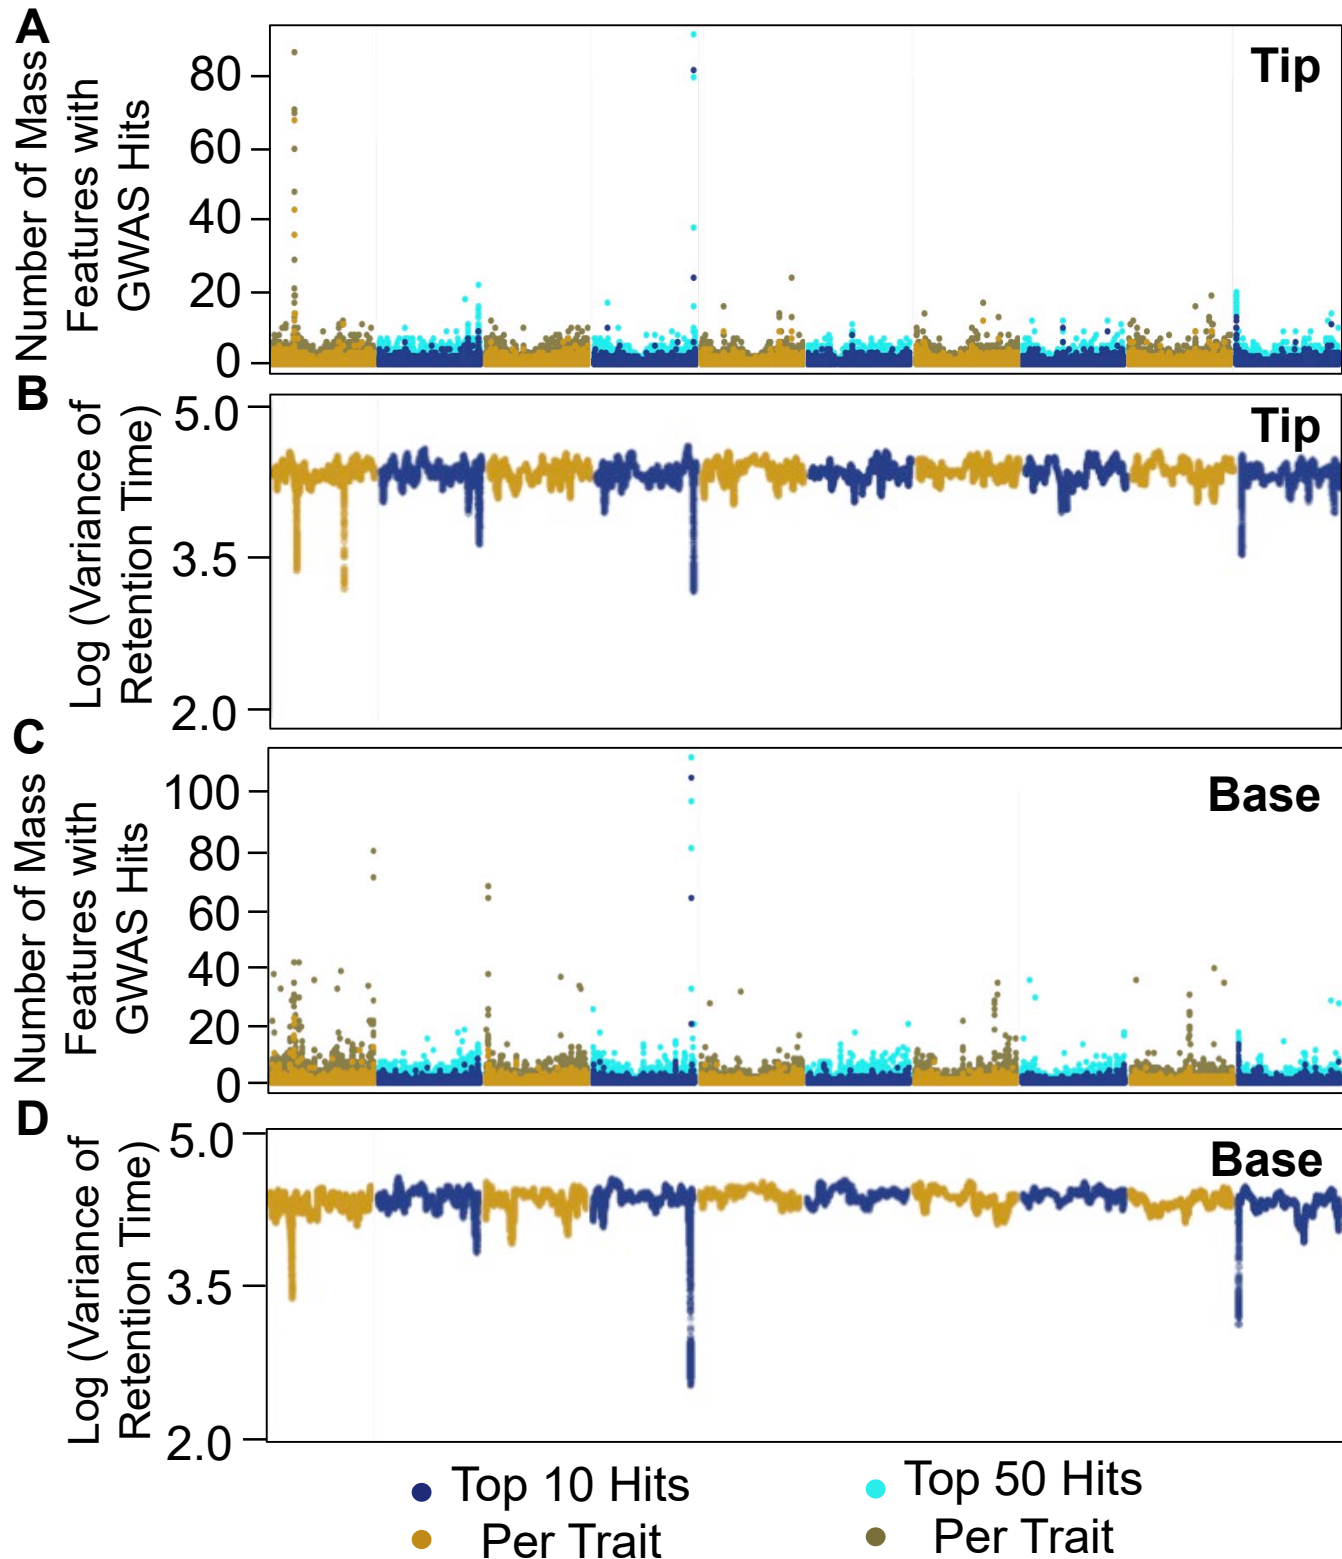 A
Number of Mass
Features with
GWAS Hits
80
60
40
20
0
Tip
B
Log (Variance of
Retention Time)
5.0
3.5
2.0
Tip
C
Number of Mass
Features with
GWAS Hits
100
80
60
40
20
0
Base
D
Log (Variance of
Retention Time)
5.0
3.5
2.0
Base
Top 10 Hits
Per Trait
Top 50 Hits
Per Trait